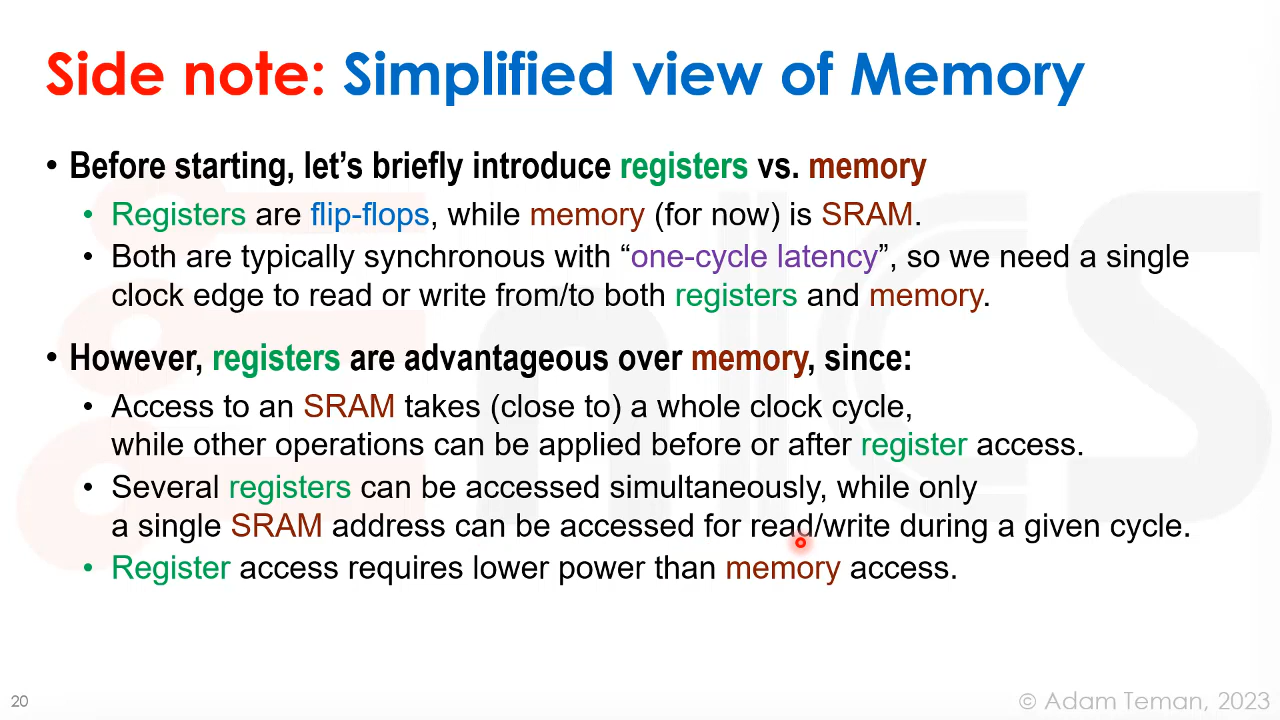 Side note: Simplified view of Memory
• Before starting, let’s briefly introduce registers vs. memory
• Registers are flip-flops, while memory (for now) is SRAM.
• Both are typically synchronous with “one-cycle latency”, so we need a single
clock edge to read or write from/to both registers and memory.
• However, registers are advantageous over memory, since:
• Access to an SRAM takes (close to) a whole clock cycle,
while other operations can be applied before or after register access.
• Several registers can be accessed simultaneously, while only
a single SRAM address can be accessed for read/write during a given cycle.
• Register access requires lower power than memory access.
20
© Adam Teman, 2023